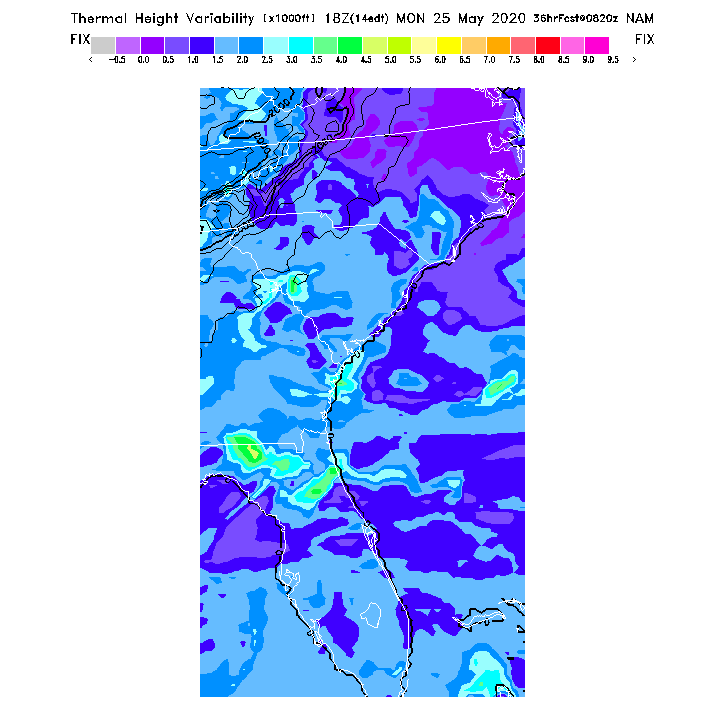 Thermal Height Variability [x1000ft] 18Z(14edt) MON 25 May 2020 36hrFcst@0820z NAM
FIX FIX
< -0.5 0.0 0.5 1.0 1.5 2.0 2.5 3.0 3.5 4.0 4.5 5.0 5.5 6.0 6.5 7.0 7.5 8.0 8.5 9.0 9.5 >
2000